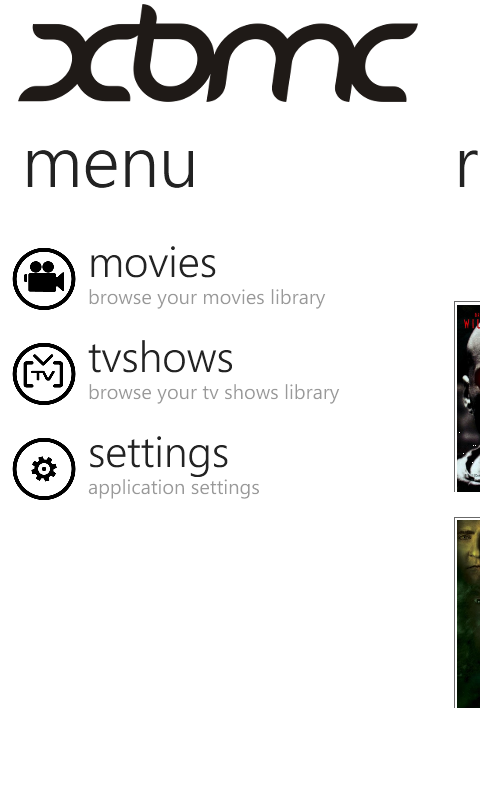 xbmc
menu
r
movies
browse your movies library
TV
tvshows
browse your tv shows library
settings
application settings